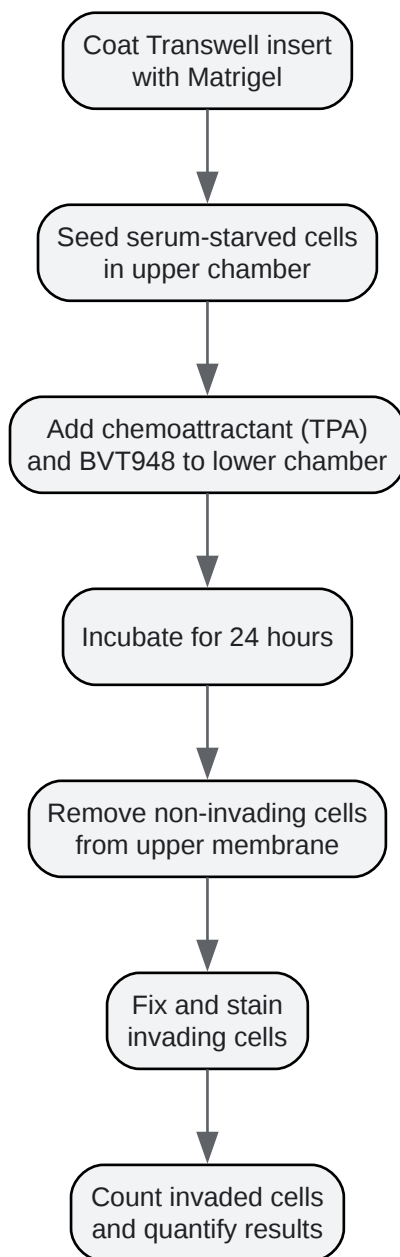 Coat Transwell insert
with Matrigel
Seed serum-starved cells
in upper chamber
Add chemoattractant (TPA)
and BVT948 to lower chamber
Incubate for 24 hours
Remove non-invading cells
from upper membrane
Fix and stain
invading cells
Count invaded cells
and quantify results